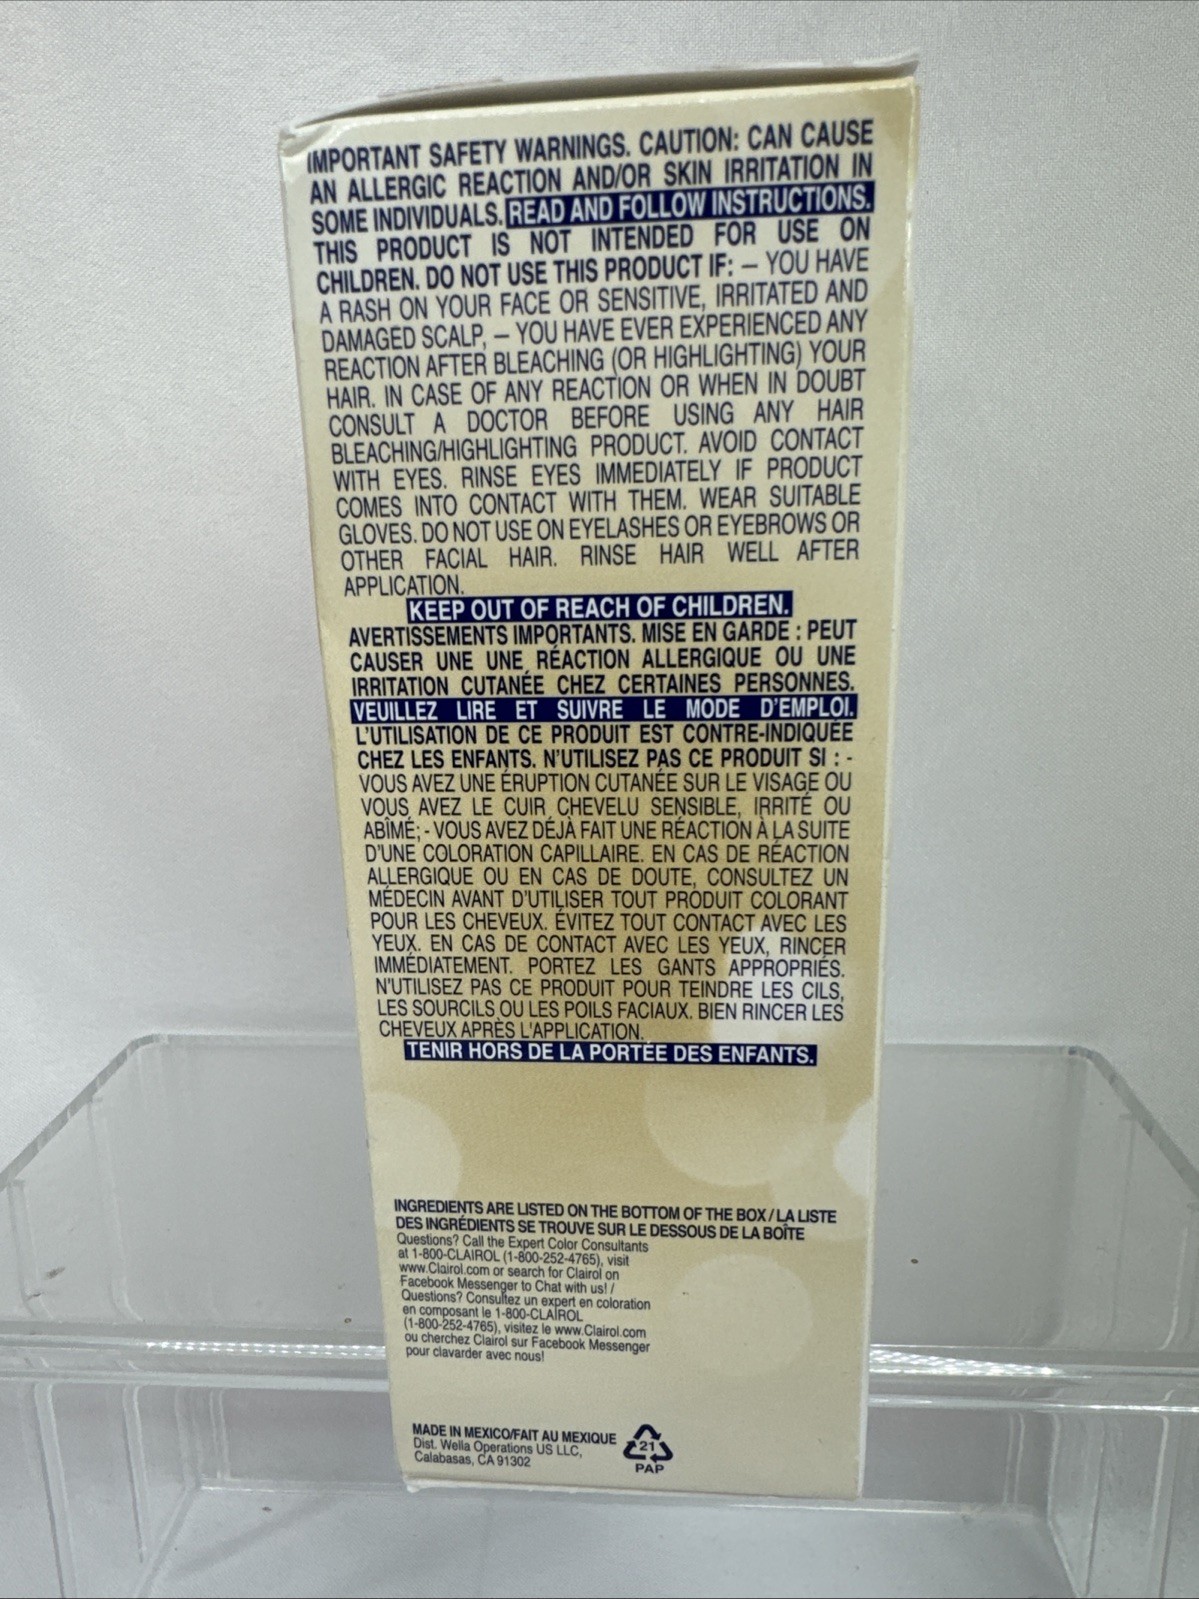 IMPORTANT SAFETY WARNINGS. CAUTION: CAN CAUSE
AN ALLERGIC REACTION AND/OR SKIN IRRITATION IN
SOME INDIVIDUALS. READ AND FOLLOW INSTRUCTIONS.
THIS PRODUCT IS NOT INTENDED FOR USE ON
CHILDREN. DO NOT USE THIS PRODUCT IF: – YOU HAVE
A RASH ON YOUR FACE OR SENSITIVE, IRRITATED AND
DAMAGED SCALP, – YOU HAVE EVER EXPERIENCED ANY
REACTION AFTER BLEACHING (OR HIGHLIGHTING) YOUR
HAIR. IN CASE OF ANY REACTION OR WHEN IN DOUBT
CONSULT A DOCTOR BEFORE USING ANY HAIR
BLEACHING/HIGHLIGHTING PRODUCT. AVOID CONTACT
WITH EYES. RINSE EYES IMMEDIATELY IF PRODUCT
COMES INTO CONTACT WITH THEM. WEAR SUITABLE
GLOVES. DO NOT USE ON EYELASHES OR EYEBROWS OR
OTHER FACIAL HAIR. RINSE HAIR WELL AFTER
APPLICATION.
KEEP OUT OF REACH OF CHILDREN.
AVERTISSEMENTS IMPORTANTS. MISE EN GARDE : PEUT
CAUSER UNE UNE RÉACTION ALLERGIQUE OU UNE
IRRITATION CUTANÉE CHEZ CERTAINES PERSONNES.
VEUILLEZ LIRE ET SUIVRE LE MODE D'EMPLOI.
L'UTILISATION DE CE PRODUIT EST CONTRE-INDIQUÉE
CHEZ LES ENFANTS. N'UTILISEZ PAS CE PRODUIT SI : -
VOUS AVEZ UNE ÉRUPTION CUTANÉE SUR LE VISAGE OU
VOUS AVEZ LE CUIR CHEVELU SENSIBLE, IRRITÉ OU
ABÎMÉ; - VOUS AVEZ DÉJÀ FAIT UNE RÉACTION À LA SUITE
D'UNE COLORATION CAPILLAIRE. EN CAS DE RÉACTION
ALLERGIQUE OU EN CAS DE DOUTE, CONSULTEZ UN
MÉDECIN AVANT D'UTILISER TOUT PRODUIT COLORANT
POUR LES CHEVEUX. ÉVITEZ TOUT CONTACT AVEC LES
YEUX. EN CAS DE CONTACT AVEC LES YEUX, RINCER
IMMÉDIATEMENT. PORTEZ LES GANTS APPROPRIÉS.
N'UTILISEZ PAS CE PRODUIT POUR TEINDRE LES CILS,
LES SOURCILS OU LES POILS FACIAUX. BIEN RINCER LES
CHEVEUX APRÈS L'APPLICATION.
TENIR HORS DE LA PORTÉE DES ENFANTS.
INGREDIENTS ARE LISTED ON THE BOTTOM OF THE BOX / LA LISTE
DES INGRÉDIENTS SE TROUVE SUR LE DESSOUS DE LA BOÎTE
Questions? Call the Expert Color Consultants
at 1-800-CLAIROL (1-800-252-4765), visit
www.Clairol.com or search for Clairol on
Facebook Messenger to Chat with us! /
Questions? Consultez un expert en coloration
en composant le 1-800-CLAIROL
(1-800-252-4765), visitez le www.Clairol.com
ou cherchez Clairol sur Facebook Messenger
pour clavarder avec nous!
MADE IN MEXICO/FAIT AU MEXIQUE
Dist. Wella Operations US LLC,
Calabasas, CA 91302
21
PAP